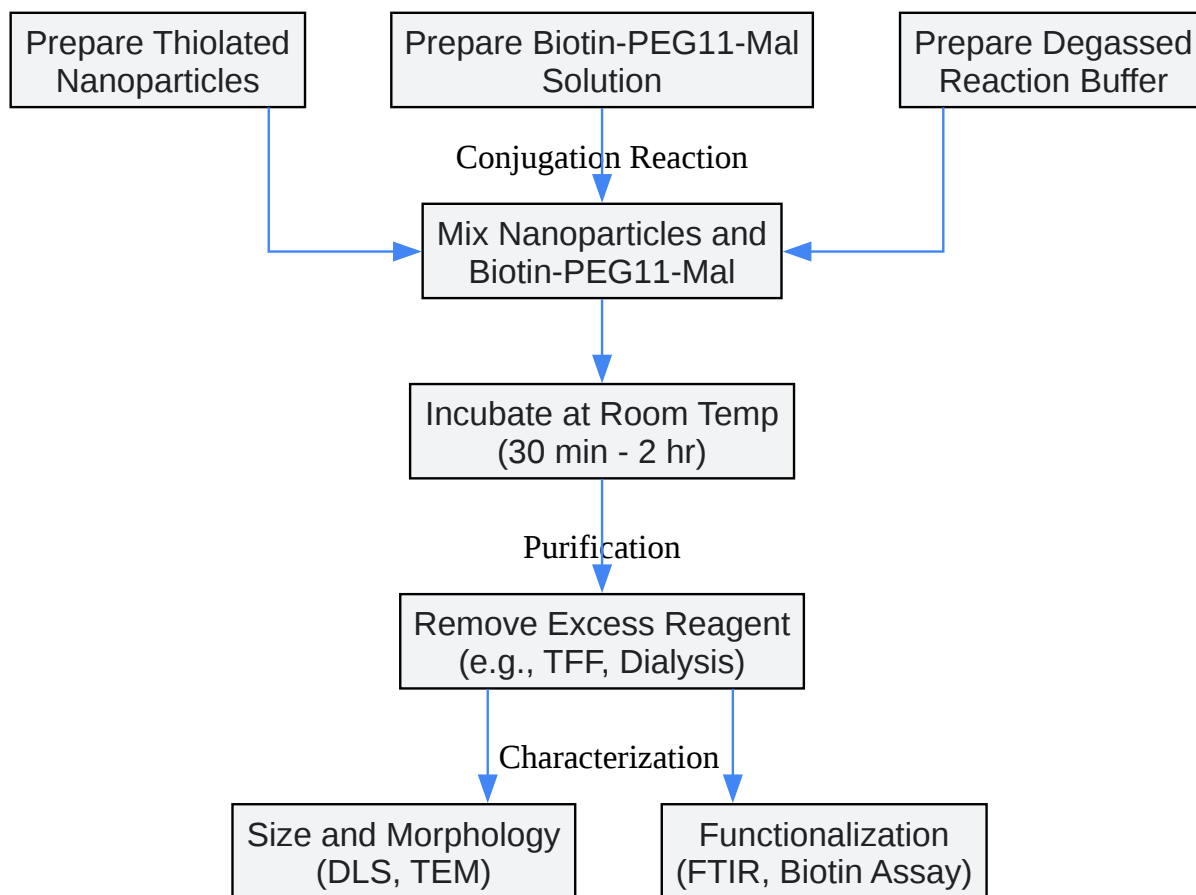 Prepare Thiolated
Nanoparticles
Prepare Biotin-PEG11-Mal
Solution
Prepare Degassed
Reaction Buffer
Conjugation Reaction
Mix Nanoparticles and
Biotin-PEG11-Mal
Incubate at Room Temp
(30 min - 2 hr)
Purification
Remove Excess Reagent
(e.g., TFF, Dialysis)
Characterization
Size and Morphology
(DLS, TEM)
Functionalization
(FTIR, Biotin Assay)